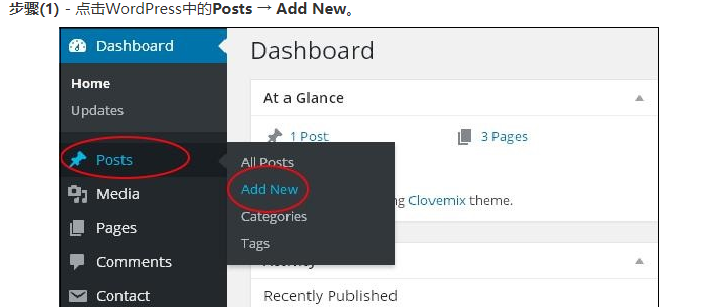 步骤(1) - 点击WordPress中的Posts → Add New。
Dashboard
Home
Updates
Posts
Media
Pages
Comments
Contact
All Posts
Add New
Categories
Tags
Dashboard
At a Glance
1 Post
3 Pages
ng Clovemix theme.
Recently Published